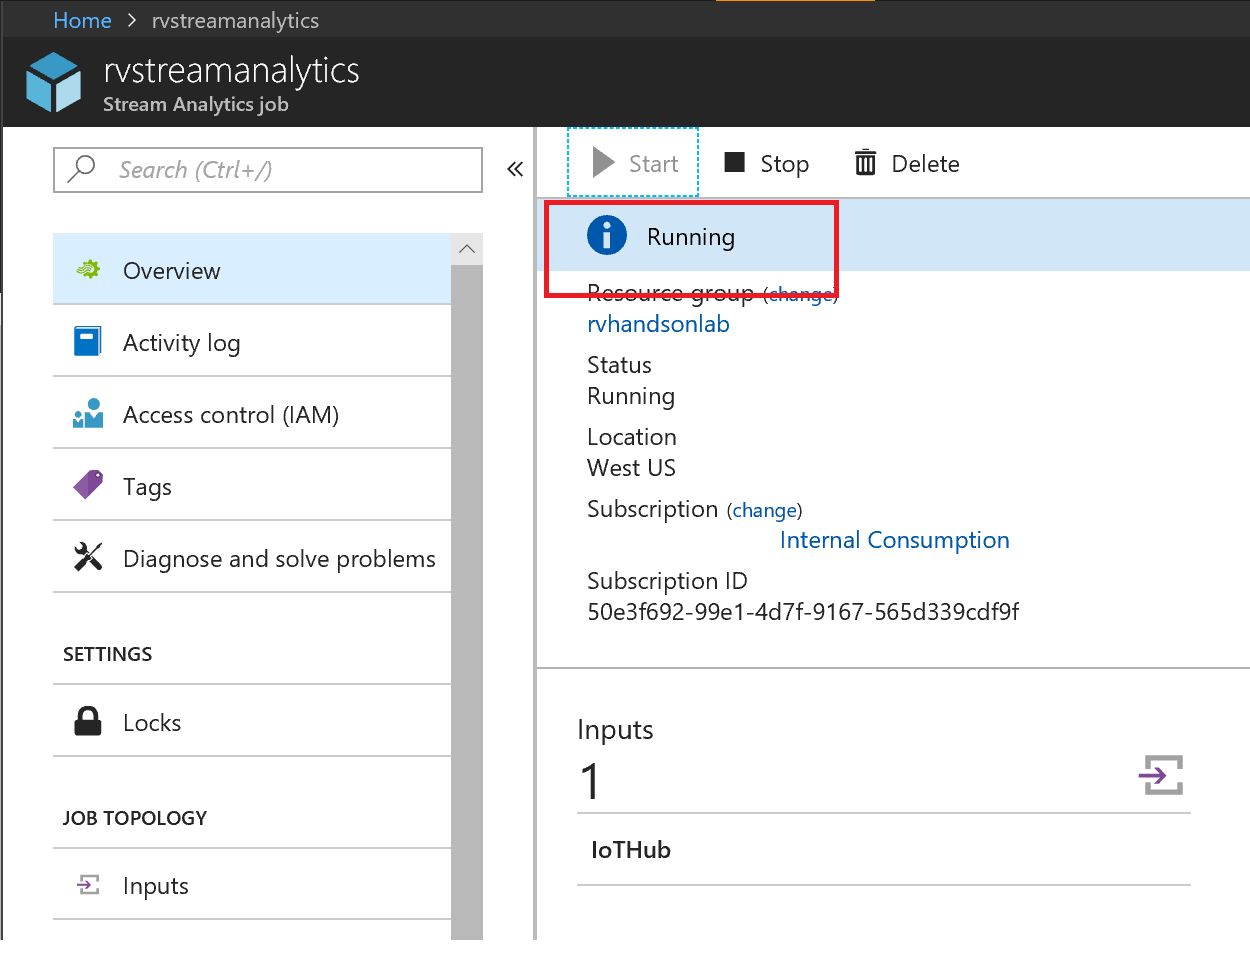 Home > rvstreamanalytics
rvstreamanalytics
Stream Analytics job
Search (Ctrl+/)
Overview
Activity log
Access control (IAM)
Tags
Diagnose and solve problems
SETTINGS
Locks
JOB TOPOLOGY
Inputs
Start Stop Delete
Running
Resource group (change)
rvhandsonlab
Status
Running
Location
West US
Subscription (change)
Internal Consumption
Subscription ID
50e3f692-99e1-4d7f-9167-565d339cdf9f
Inputs
1
IoTHub